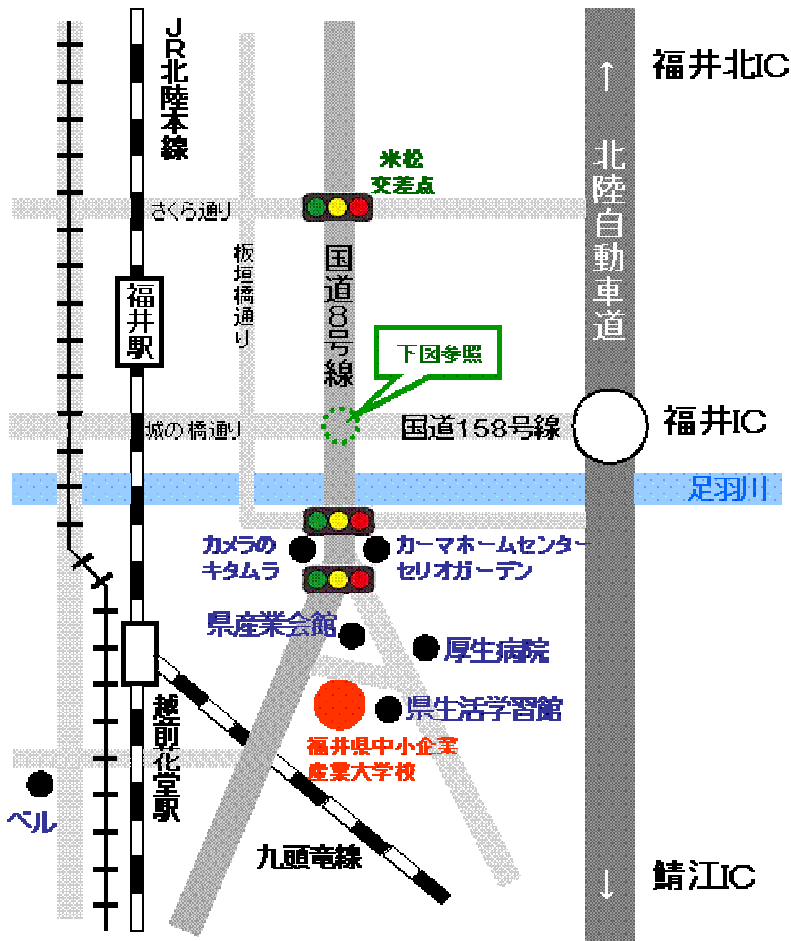 JR北陸本線
↑
福井北IC
米松
交差点
北陸自動車道
さくら通り
板垣橋通り
国道8号線
福井駅
下図参照
城の橋通り
国道158号線
福井IC
足羽川
カメラの
キタムラ
カーマホームセンター
セリオガーデン
県産業会館
厚生病院
県生活学習館
福井県中小企業
産業大学校
越前花堂駅
ベル
九頭竜線
↓
鯖江IC